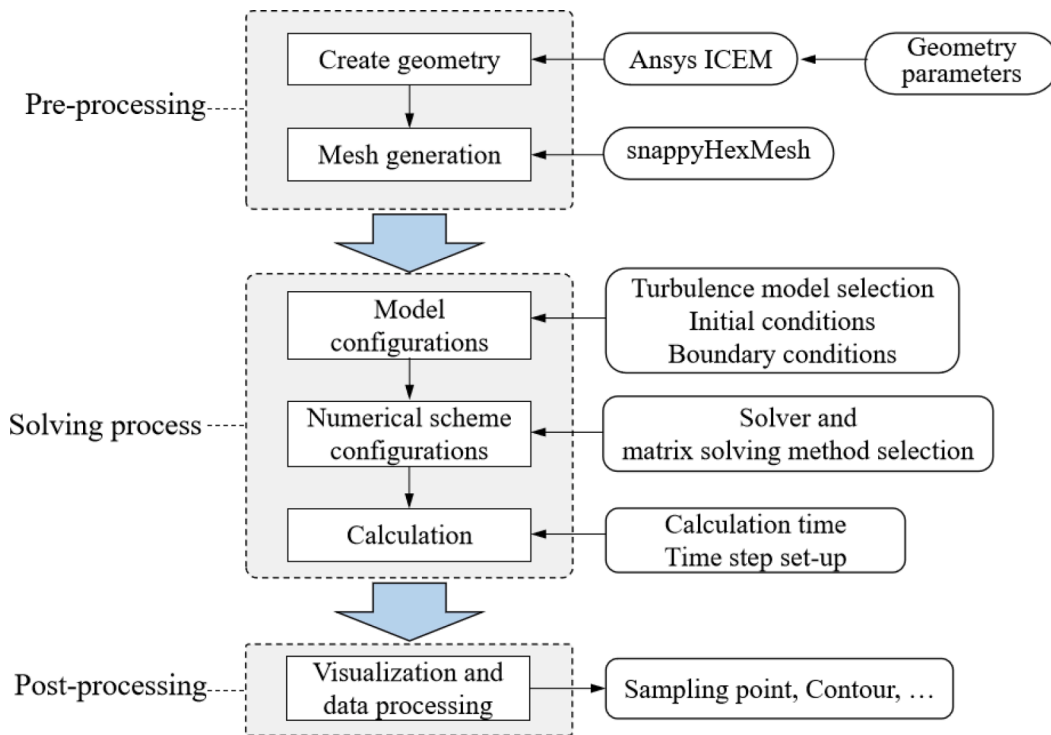 Pre-processing
Create geometry
Ansys ICEM
Geometry
parameters
Mesh generation
snappyHexMesh
Solving process
Model
configurations
Turbulence model selection
Initial conditions
Boundary conditions
Numerical scheme
configurations
Solver and
matrix solving method selection
Calculation
Calculation time
Time step set-up
Post-processing
Visualization and
data processing
Sampling point, Contour, …